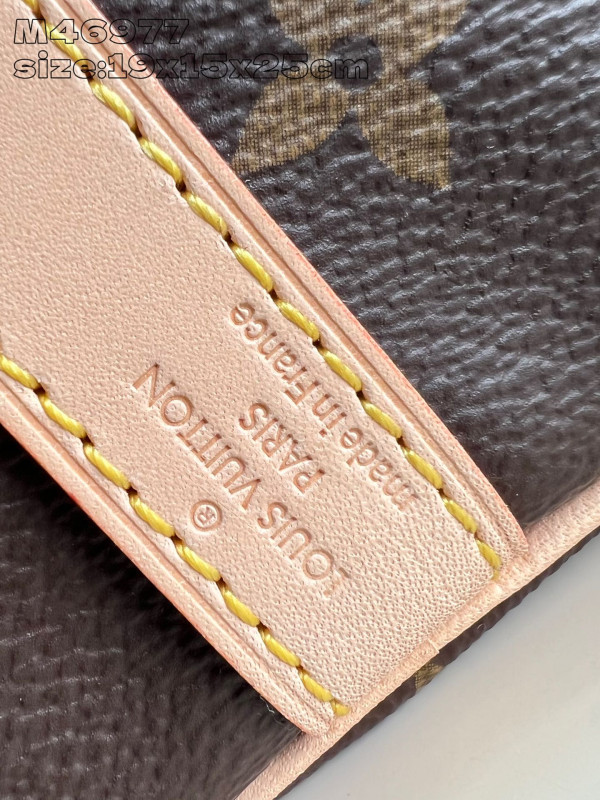 M46977
size:19x15x25cm
LOUIS VUITTON
®
PARIS
made in France